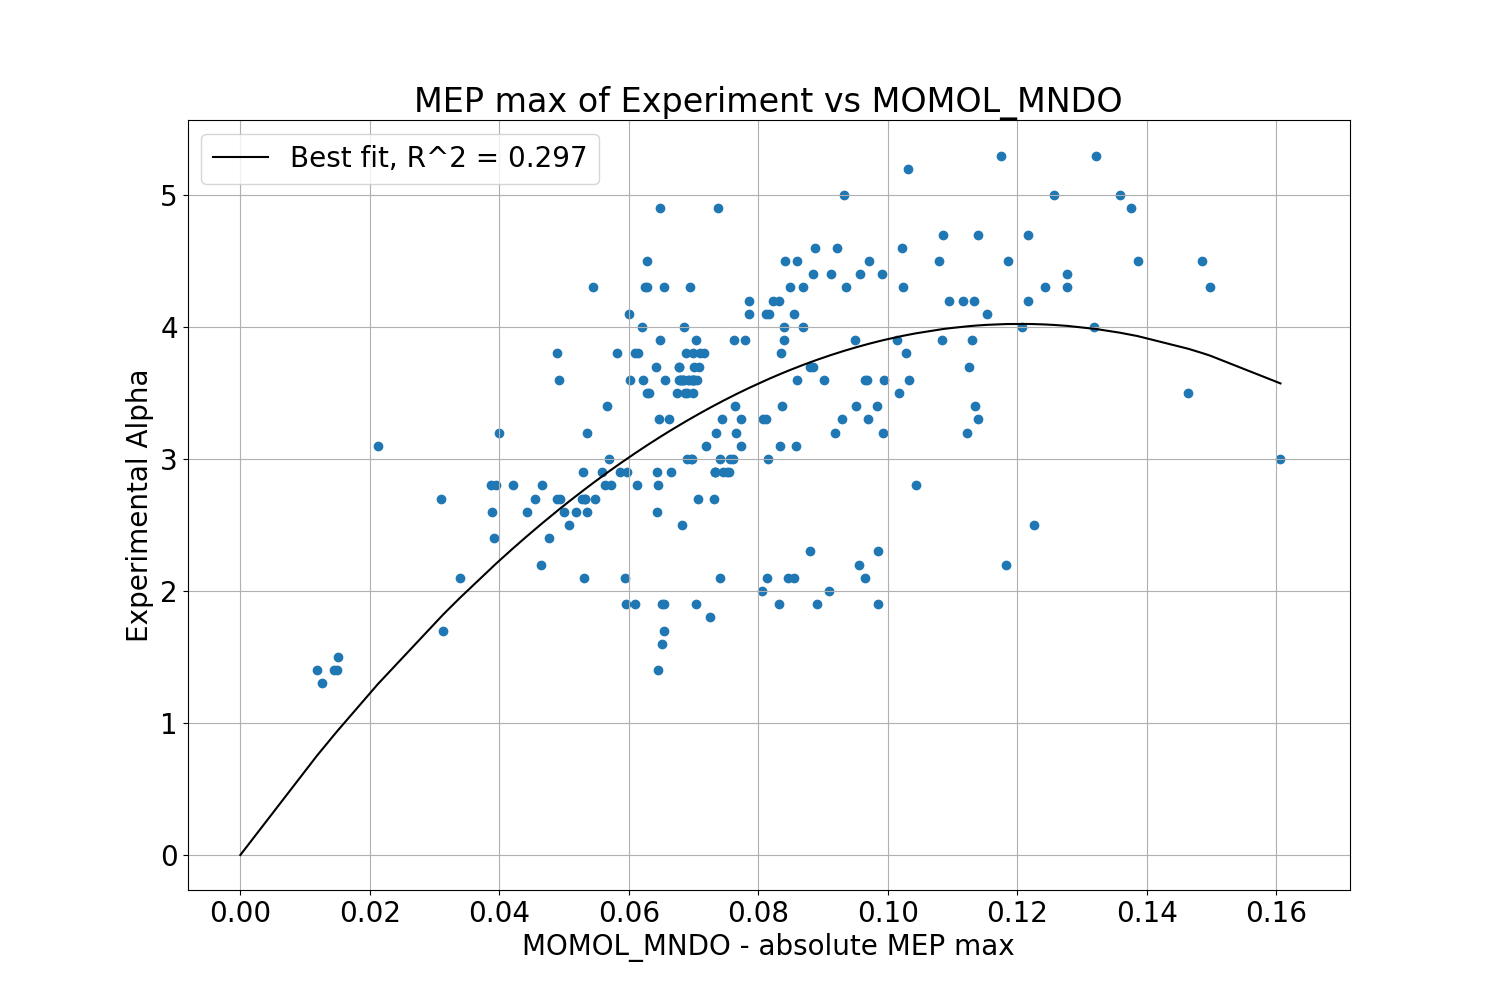 MEP max of Experiment vs MOMOL_MNDO
Best fit, R^2 = 0.297
Experimental Alpha
5
4
3
2
1
0
0.00 0.02 0.04 0.06 0.08 0.10 0.12 0.14 0.16
MOMOL_MNDO - absolute MEP max